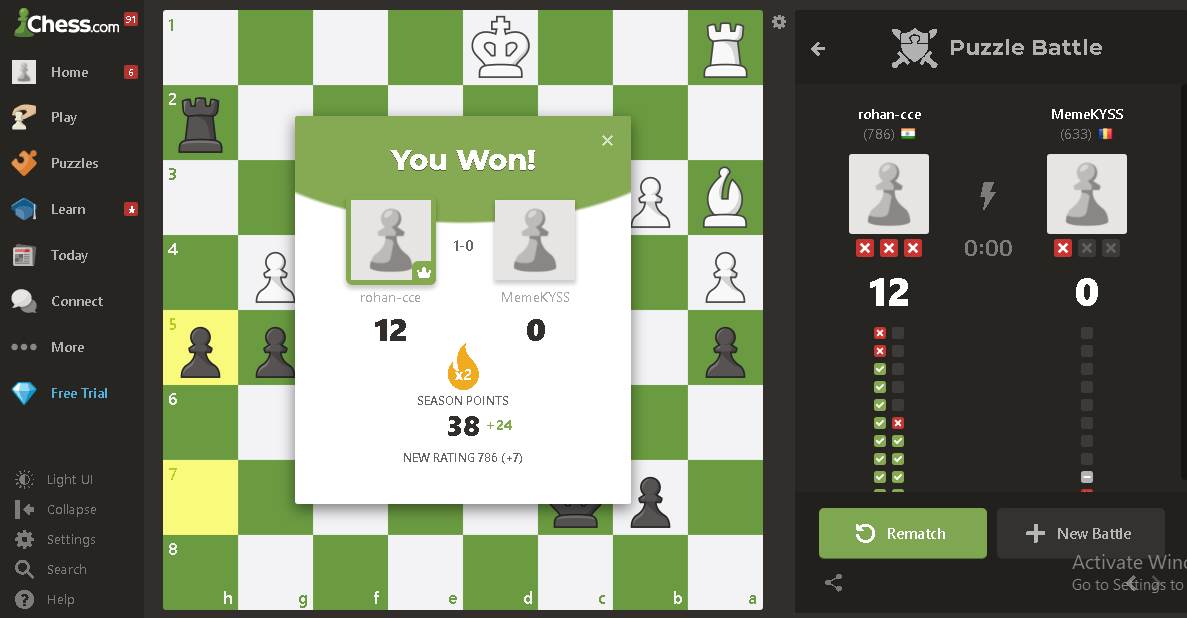 Chess.com 91
Home 6
Play
Puzzles
Learn
Today
Connect
More
Free Trial
Light UI
Collapse
Settings
Search
Help
1
2
3
4
5
6
7
8
h g f e d c b a
You Won!
1-0
rohan-cce MemeKYSS
12 0
x2
SEASON POINTS
38 +24
NEW RATING 786 (+7)
Puzzle Battle
rohan-cce MemeKYSS
(786) (633)
0:00
12 0
Rematch New Battle
Activate Wind
Go to Settings to